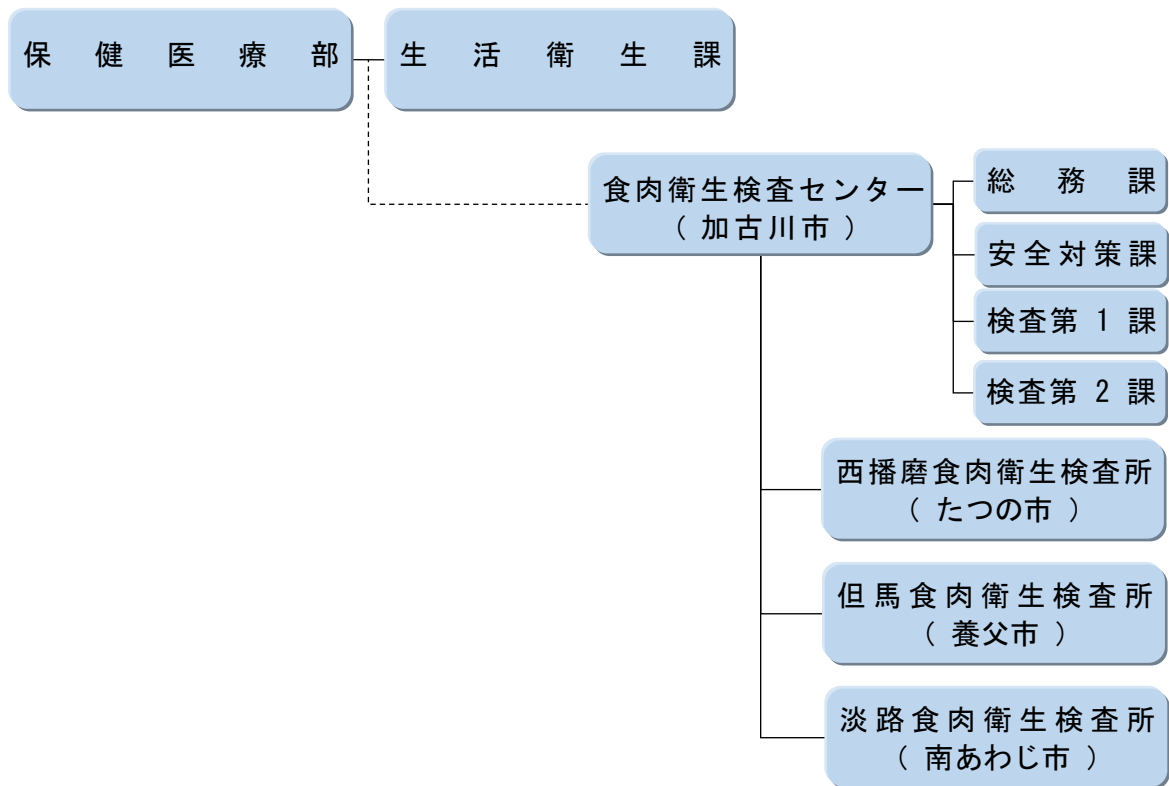 保健医療部
生活衛生課
食肉衛生検査センター
（ 加古川市 ）
総務課
安全対策課
検査第 1 課
検査第 2 課
西播磨食肉衛生検査所
（ たつの市 ）
但馬食肉衛生検査所
（ 養父市 ）
淡路食肉衛生検査所
（ 南あわじ市 ）